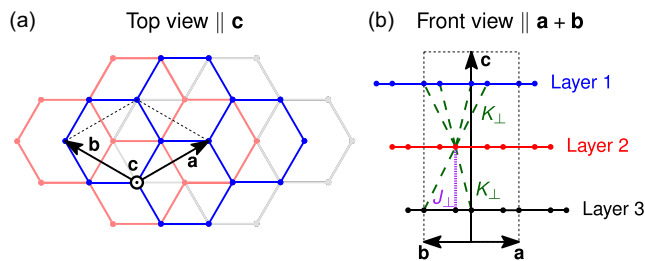 (a) Top view ∥ c
b
c
a
(b) Front view ∥ a + b
c
Layer 1
K⊥
Layer 2
J⊥
K⊥
Layer 3
b
a